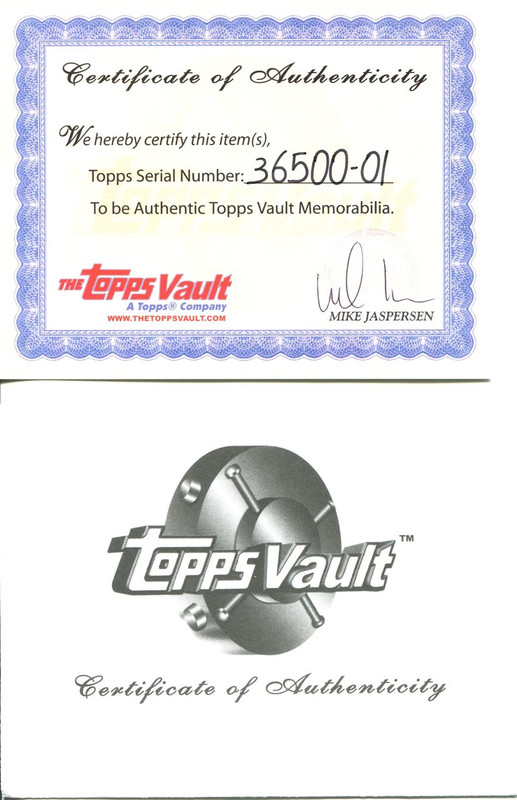 Certificate of Authenticity
We hereby certify this item(s),
Topps Serial Number: 36500-01
To be Authentic Topps Vault Memorabilia.
THE Topps Vault
A Topps® Company
WWW.THETOPPSVAULT.COM
MIKE JASPERSEN
Topps Vault™
Certificate of Authenticity